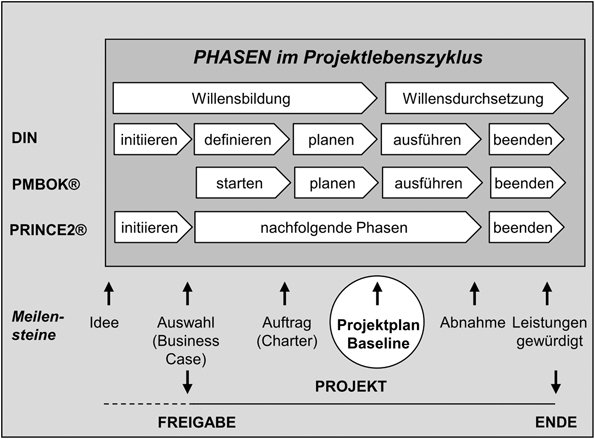 PHASEN im Projektlebenszyklus
Willensbildung Willensdurchsetzung
DIN initiieren definieren planen ausführen beenden
PMBOK® starten planen ausführen beenden
PRINCE2® initiieren nachfolgende Phasen beenden
Meilen-
steine
Idee
Auswahl
(Business
Case)
Auftrag
(Charter)
Projektplan
Baseline
Abnahme
Leistungen
gewürdigt
PROJEKT
FREIGABE ENDE